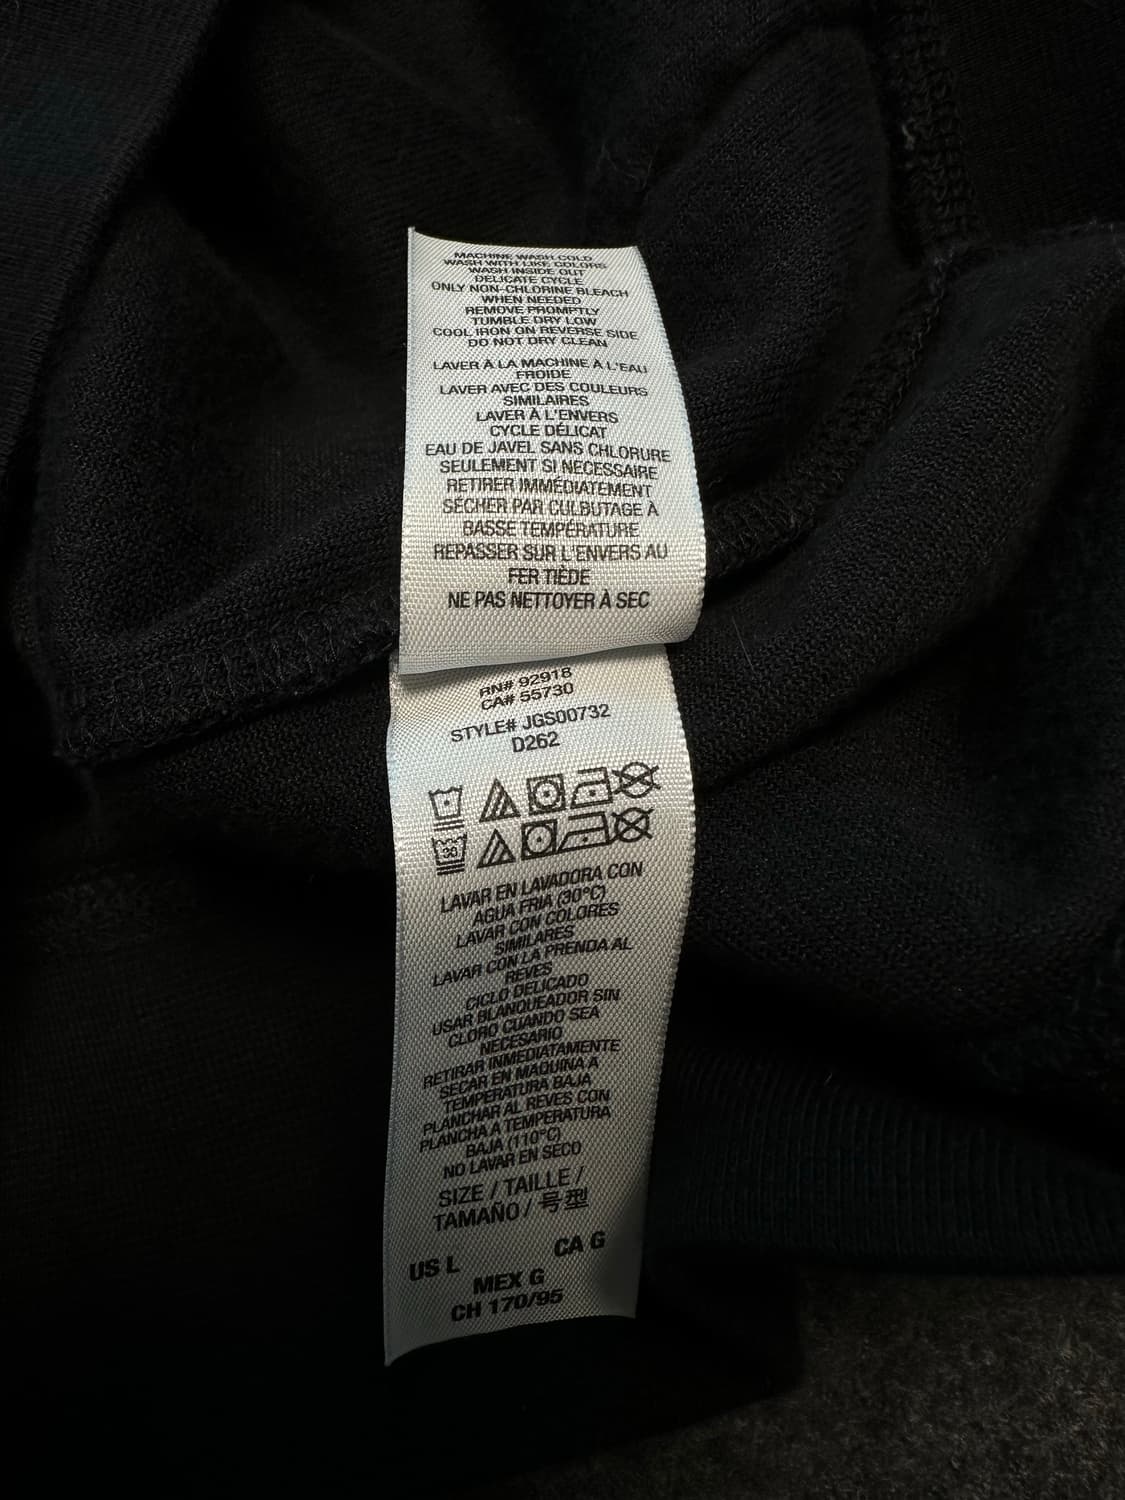 MACHINE WASH COLD
WASH WITH LIKE COLORS
WASH INSIDE OUT
DELICATE CYCLE
ONLY NON-CHLORINE BLEACH
WHEN NEEDED
REMOVE PROMPTLY
TUMBLE DRY LOW
COOL IRON ON REVERSE SIDE
DO NOT DRY CLEAN
LAVER À LA MACHINE À L'EAU
FROIDE
LAVER AVEC DES COULEURS
SIMILAIRES
LAVER À L'ENVERS
CYCLE DÉLICAT
EAU DE JAVEL SANS CHLORURE
SEULEMENT SI NECESSAIRE
RETIRER IMMÉDIATEMENT
SÉCHER PAR CULBUTAGE À
BASSE TEMPÉRATURE
REPASSER SUR L'ENVERS AU
FER TIÈDE
NE PAS NETTOYER À SEC
RN# 92918
CA# 55730
STYLE# JGS00732
D262
LAVAR EN LAVADORA CON
AGUA FRIA (30°C)
LAVAR CON COLORES
SIMILARES
LAVAR CON LA PRENDA AL
REVES
CICLO DELICADO
USAR BLANQUEADOR SIN
CLORO CUANDO SEA
NECESARIO
RETIRAR INMEDIATAMENTE
SECAR EN MAQUINA A
TEMPERATURA BAJA
PLANCHAR AL REVES CON
PLANCHA A TEMPERATURA
BAJA (110°C)
NO LAVAR EN SECO
SIZE / TAILLE /
TAMAÑO / 号型
US L CA G
MEX G
CH 170/95